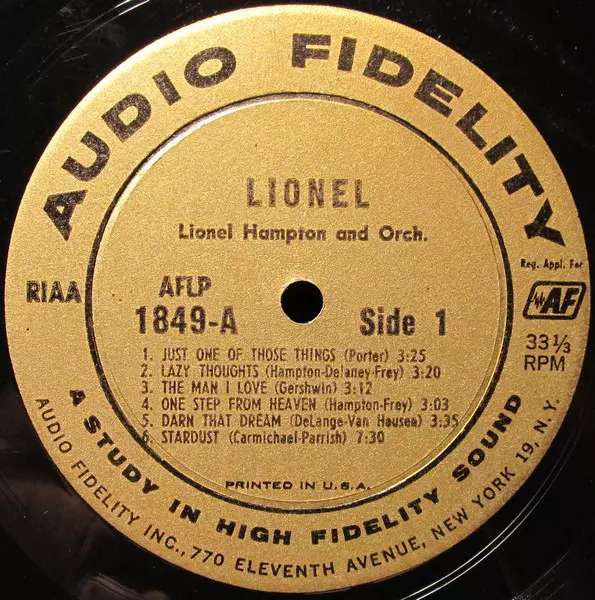 AUDIO FIDELITY
LIONEL
Lionel Hampton and Orch.
Reg. Appl. For
RIAA
AFLP
1849-A
Side 1
AF
33 1/3
RPM
1. JUST ONE OF THOSE THINGS (Porter) 3:25
2. LAZY THOUGHTS (Hampton-Delaney-Frey) 3:20
3. THE MAN I LOVE (Gershwin) 3:12
4. ONE STEP FROM HEAVEN (Hampton-Frey) 3:03
5. DARN THAT DREAM (DeLange-Van Heusen) 3:35
6. STARDUST (Carmichael-Parrish) 7:30
PRINTED IN U.S.A.
A STUDY IN HIGH FIDELITY SOUND
AUDIO FIDELITY INC., 770 ELEVENTH AVENUE, NEW YORK 19, N.Y.